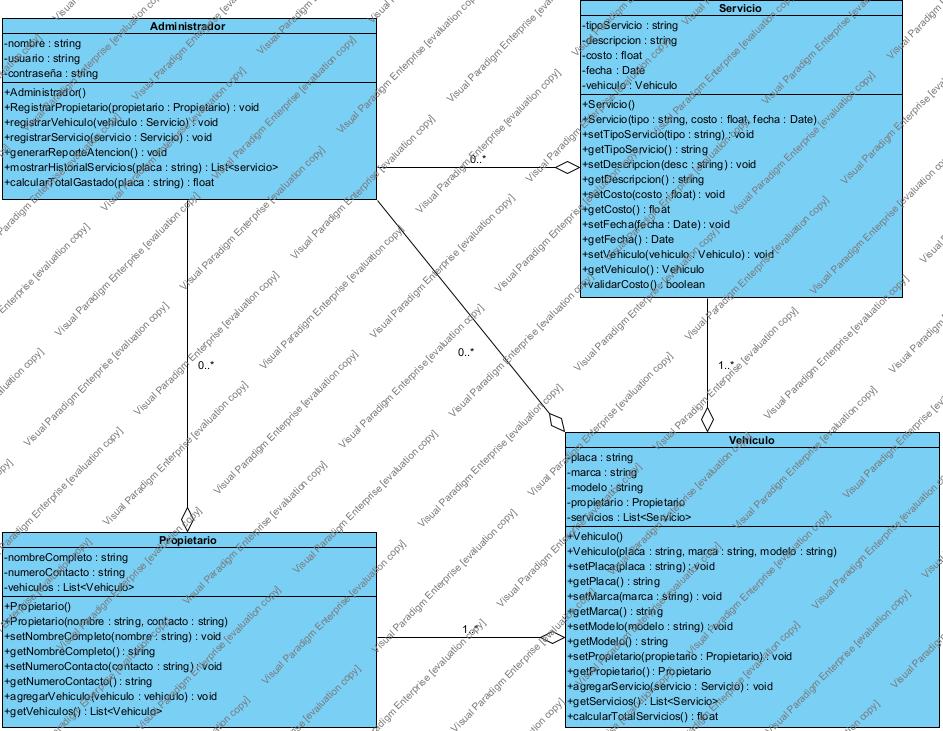 Administrador
-nombre : string
-usuario : string
-contraseña : string
+Administrador()
+RegistrarPropietario(propietario : Propietario) : void
+registrarVehiculo(vehiculo : Servicio) : void
+registrarServicio(servicio : Servicio) : void
+generarReporteAtencion() : void
+mostrarHistorialServicios(placa : string) : List<servicio>
+calcularTotalGastado(placa : string) : float
Servicio
-tipoServicio : string
-descripcion : string
-costo : float
-fecha : Date
-vehiculo : Vehiculo
+Servicio()
+Servicio(tipo : string, costo : float, fecha : Date)
+setTipoServicio(tipo : string) : void
+getTipoServicio() : string
+setDescripcion(desc : string) : void
+getDescripcion() : string
+setCosto(costo : float) : void
+getCosto() : float
+setFecha(fecha : Date) : void
+getFecha() : Date
+setVehiculo(vehiculo : Vehiculo) : void
+getVehiculo() : Vehiculo
+validarCosto() : boolean
0..*
0..*
0..*
1..*
Propietario
-nombreCompleto : string
-numeroContacto : string
-vehiculos : List<Vehiculo>
+Propietario()
+Propietario(nombre : string, contacto : string)
+setNombreCompleto(nombre : string) : void
+getNombreCompleto() : string
+setNumeroContacto(contacto : string) : void
+getNumeroContacto() : string
+agregarVehiculo(vehiculo : vehiculo) : void
+getVehiculos() : List<Vehiculo>
1..*
Vehiculo
-placa : string
-marca : string
-modelo : string
-propietario : Propietario
-servicios : List<Servicio>
+Vehiculo()
+Vehiculo(placa : string, marca : string, modelo : string)
+setPlaca(placa : string) : void
+getPlaca() : string
+setMarca(marca : string) : void
+getMarca() : string
+setModelo(modelo : string) : void
+getModelo() : string
+setPropietario(propietario : Propietario) : void
+getPropietario() : Propietario
+agregarServicio(servicio : Servicio) : void
+getServicios() : List<Servicio>
+calcularTotalServicios() : float
Visual Paradigm Enterprise [evaluation copy]